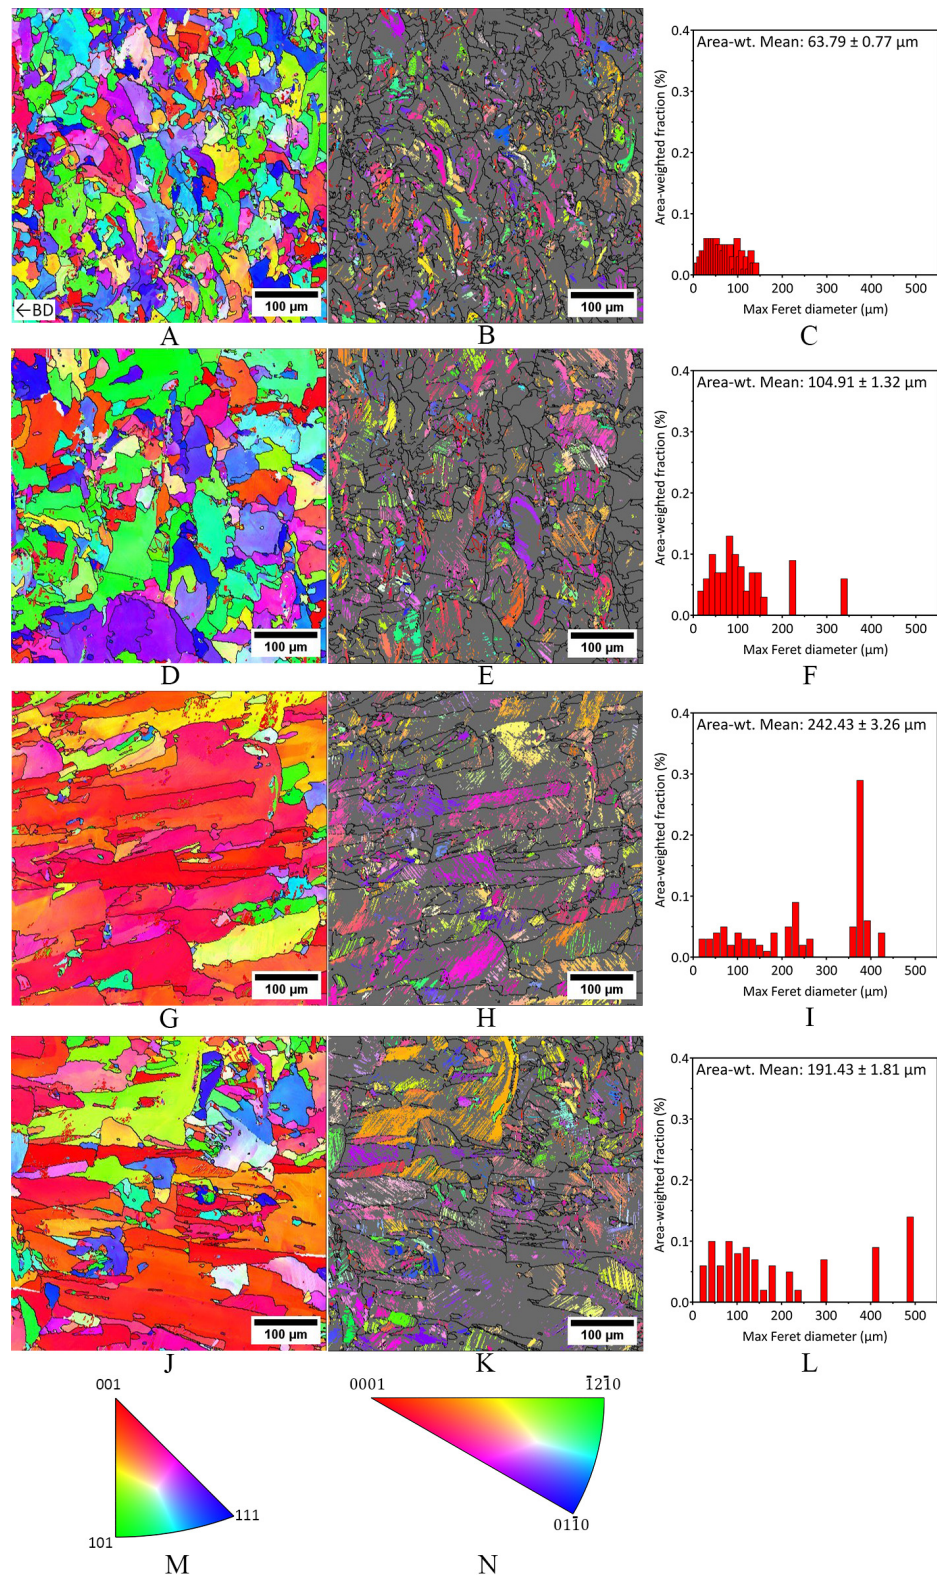 ←BD
100 µm
A
100 µm
B
Area-wt. Mean: 63.79 ± 0.77 µm
Area-weighted fraction (%)
0.4
0.3
0.2
0.1
0.0
0 100 200 300 400 500
Max Feret diameter (µm)
C
100 µm
D
100 µm
E
Area-wt. Mean: 104.91 ± 1.32 µm
Area-weighted fraction (%)
0.4
0.3
0.2
0.1
0.0
0 100 200 300 400 500
Max Feret diameter (µm)
F
100 µm
G
100 µm
H
Area-wt. Mean: 242.43 ± 3.26 µm
Area-weighted fraction (%)
0.4
0.3
0.2
0.1
0.0
0 100 200 300 400 500
Max Feret diameter (µm)
I
100 µm
J
100 µm
K
Area-wt. Mean: 191.43 ± 1.81 µm
Area-weighted fraction (%)
0.4
0.3
0.2
0.1
0.0
0 100 200 300 400 500
Max Feret diameter (µm)
L
001
111
101
M
0001
1̅21̅0
011̅0
N